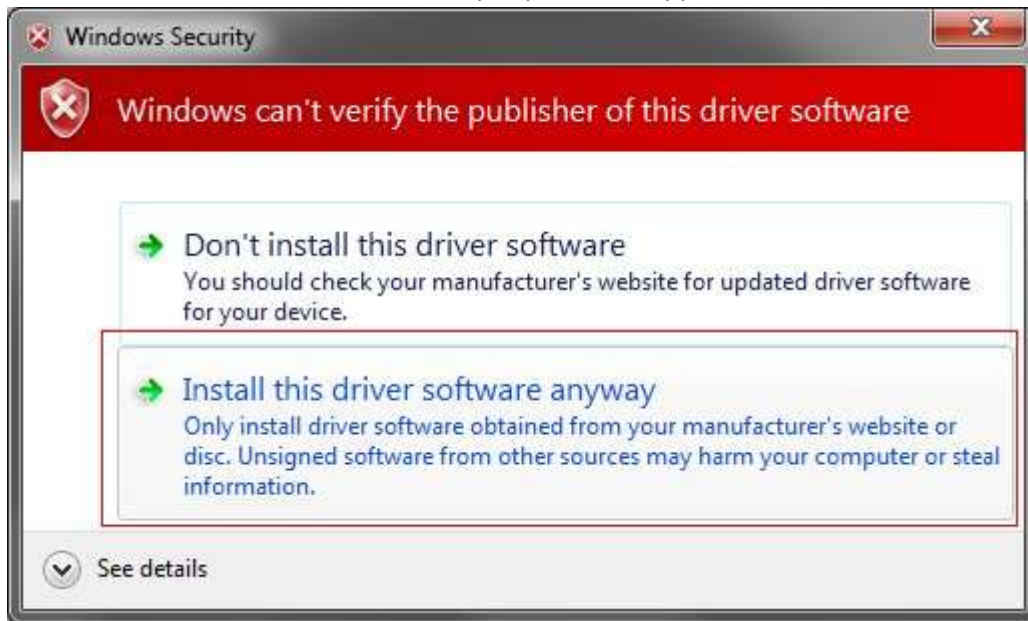 Windows Security
Windows can't verify the publisher of this driver software
Don't install this driver software
You should check your manufacturer's website for updated driver software
for your device.
Install this driver software anyway
Only install driver software obtained from your manufacturer's website or
disc. Unsigned software from other sources may harm your computer or steal
information.
See details